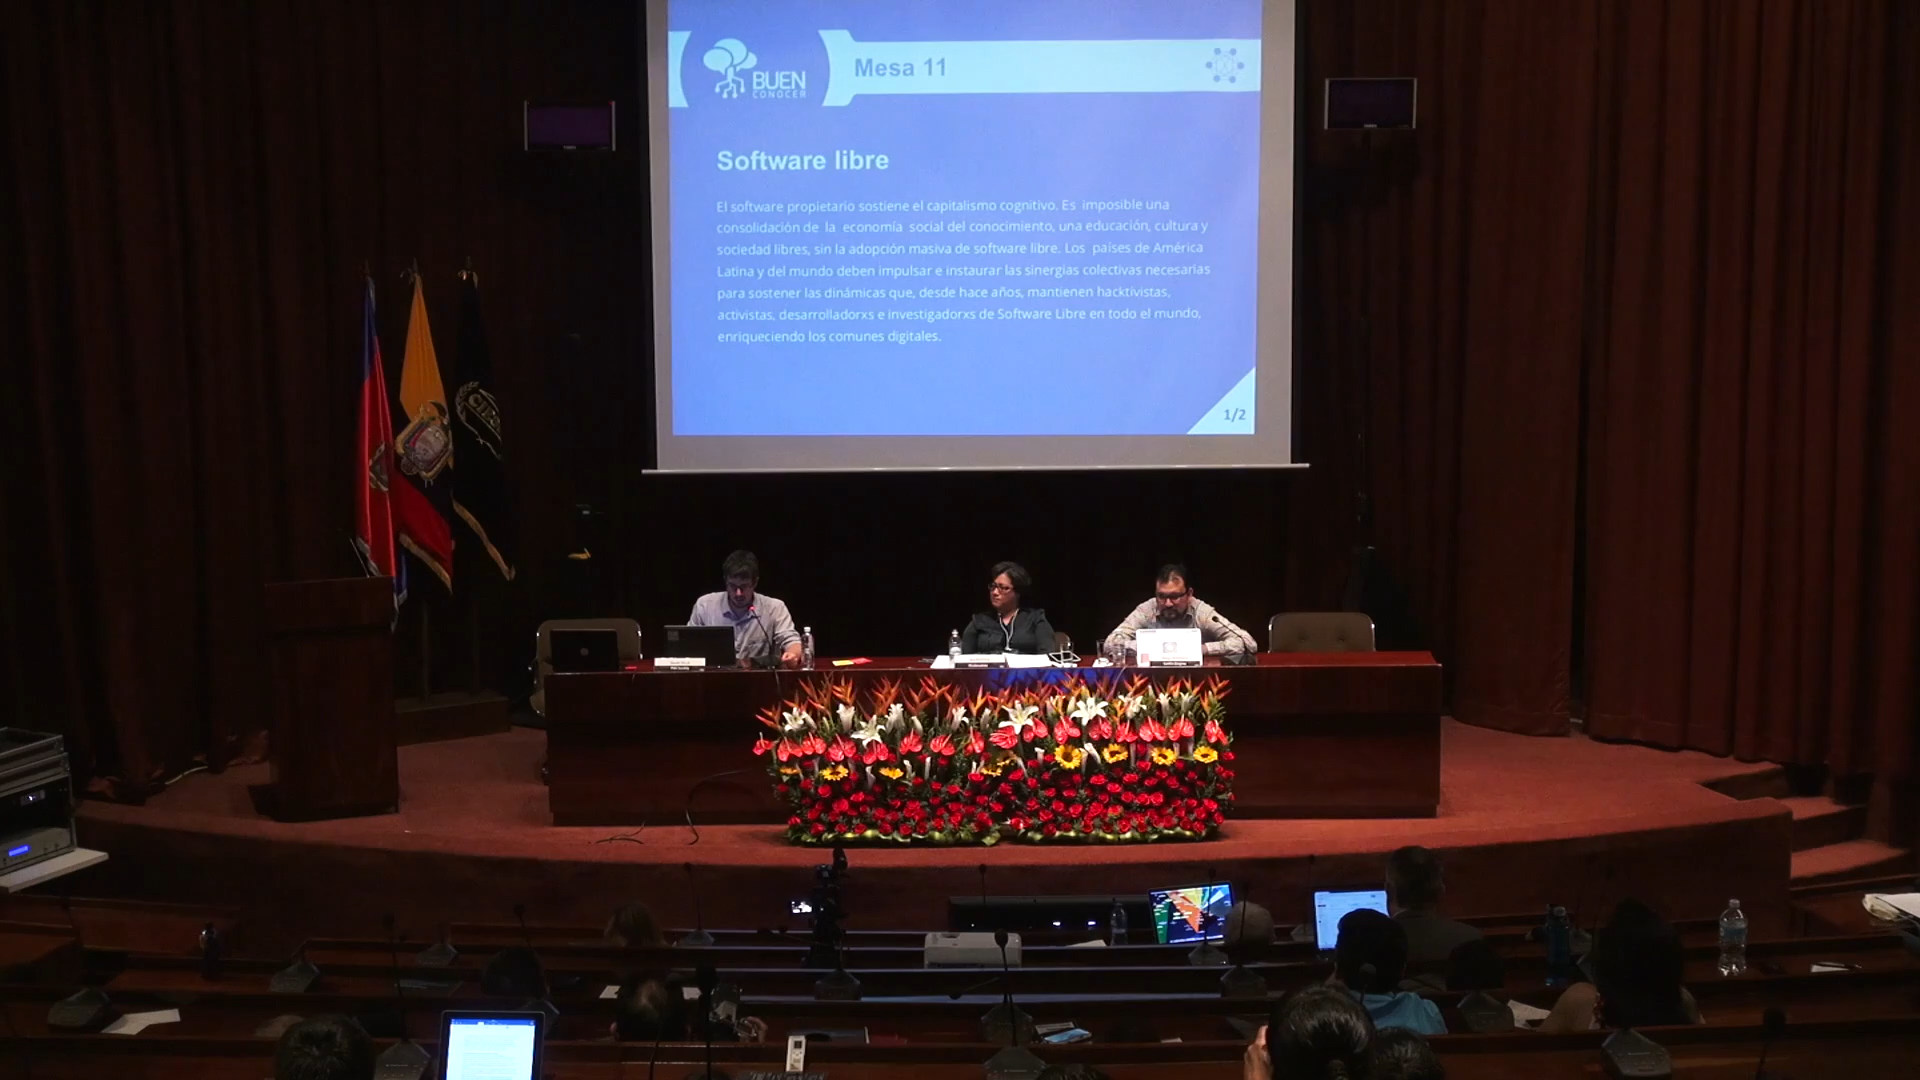 BUEN
CONOCER
Mesa 11
Software libre
El software propietario sostiene el capitalismo cognitivo. Es imposible una
consolidación de la economía social del conocimiento, una educación, cultura y
sociedad libres, sin la adopción masiva de software libre. Los países de América
Latina y del mundo deben impulsar e instaurar las sinergias colectivas necesarias
para sostener las dinámicas que, desde hace años, mantienen hacktivistas,
activistas, desarrolladorxs e investigadorxs de Software Libre en todo el mundo,
enriqueciendo los comunes digitales.
1/2